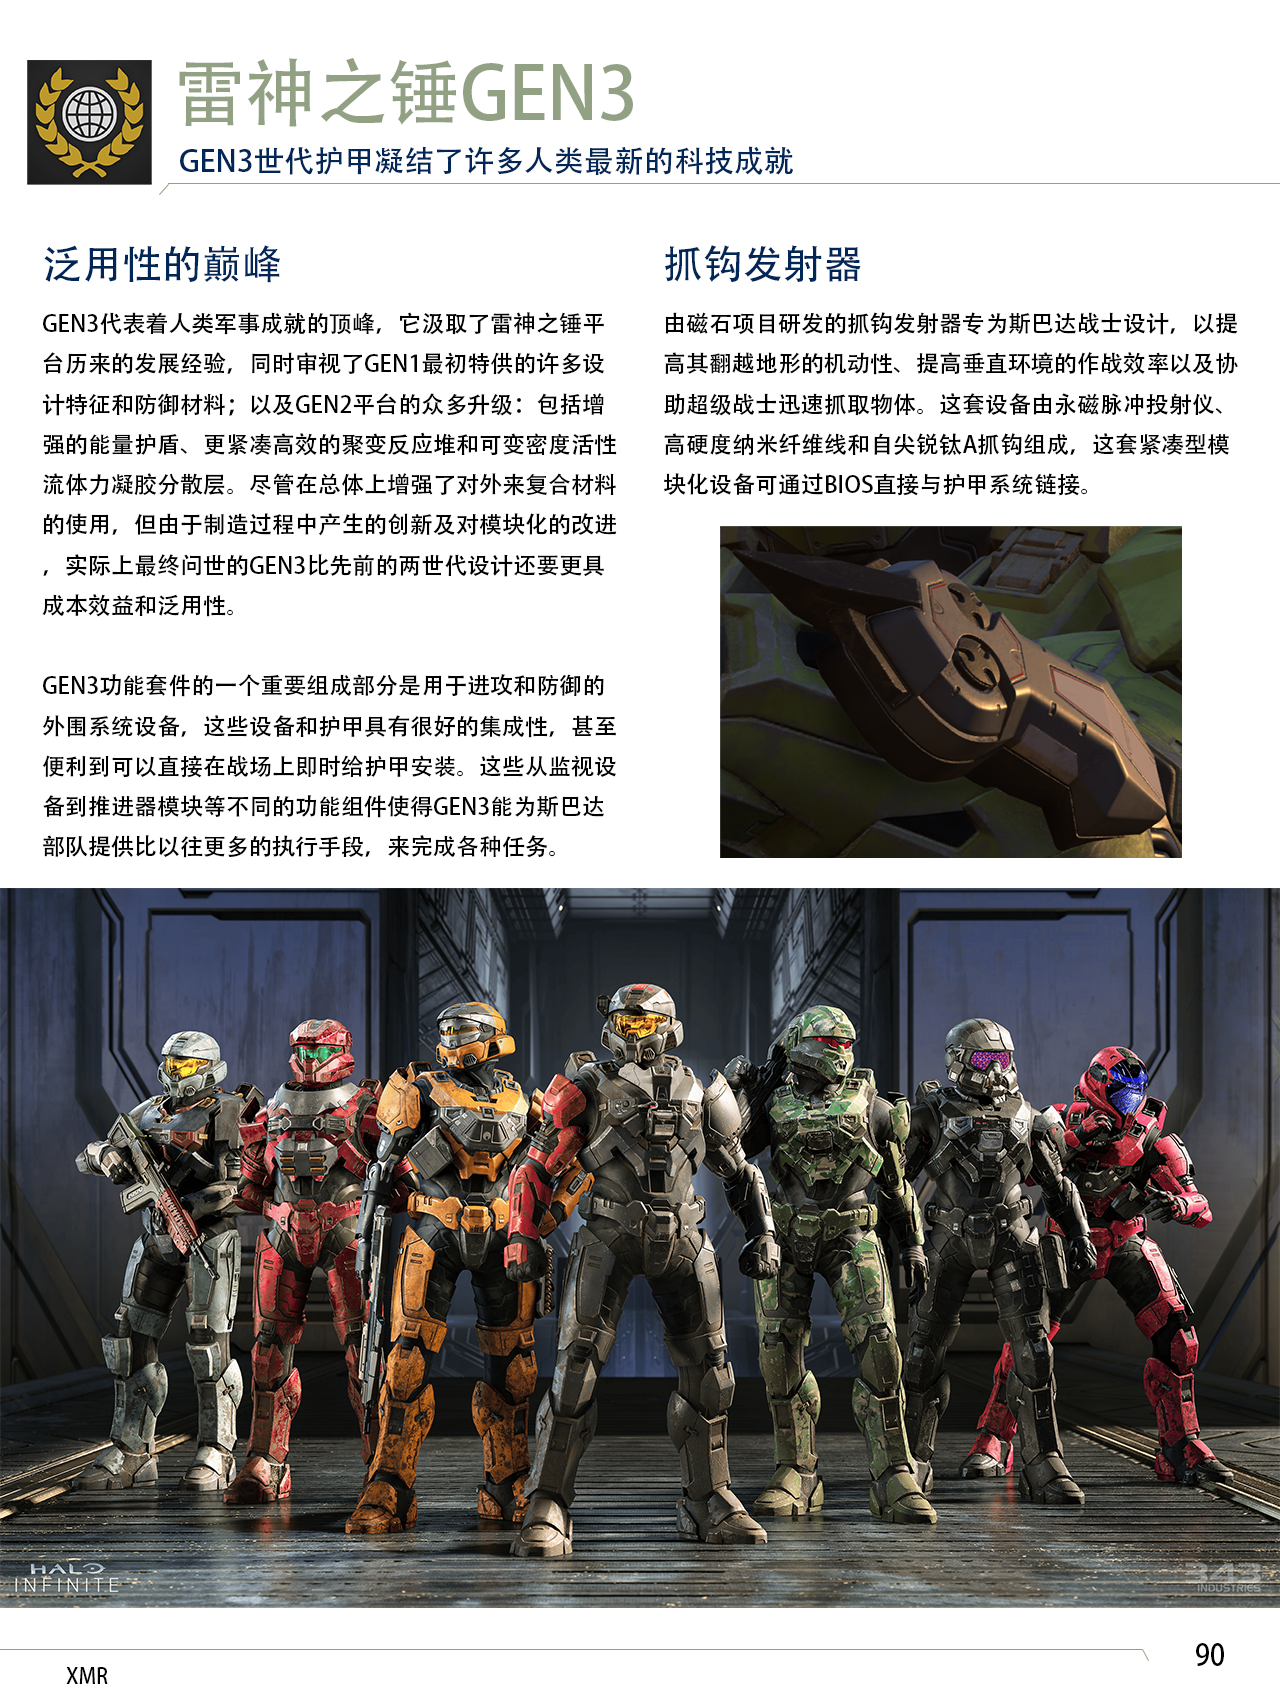 雷神之锤GEN3
GEN3世代护甲凝结了许多人类最新的科技成就
泛用性的巅峰
GEN3代表着人类军事成就的顶峰，它汲取了雷神之锤平
台历来的发展经验，同时审视了GEN1最初特供的许多设
计特征和防御材料；以及GEN2平台的众多升级：包括增
强的能量护盾、更紧凑高效的聚变反应堆和可变密度活性
流体力凝胶分散层。尽管在总体上增强了对外来复合材料
的使用，但由于制造过程中产生的创新及对模块化的改进
，实际上最终问世的GEN3比先前的两世代设计还要更具
成本效益和泛用性。
GEN3功能套件的一个重要组成部分是用于进攻和防御的
外围系统设备，这些设备和护甲具有很好的集成性，甚至
便利到可以直接在战场上即时给护甲安装。这些从监视设
备到推进器模块等不同的功能组件使得GEN3能为斯巴达
部队提供比以往更多的执行手段，来完成各种任务。
抓钩发射器
由磁石项目研发的抓钩发射器专为斯巴达战士设计，以提
高其翻越地形的机动性、提高垂直环境的作战效率以及协
助超级战士迅速抓取物体。这套设备由永磁脉冲投射仪、
高硬度纳米纤维线和自尖锐钛A抓钩组成，这套紧凑型模
块化设备可通过BIOS直接与护甲系统链接。
HALO
INFINITE
343
INDUSTRIES
90
XMR